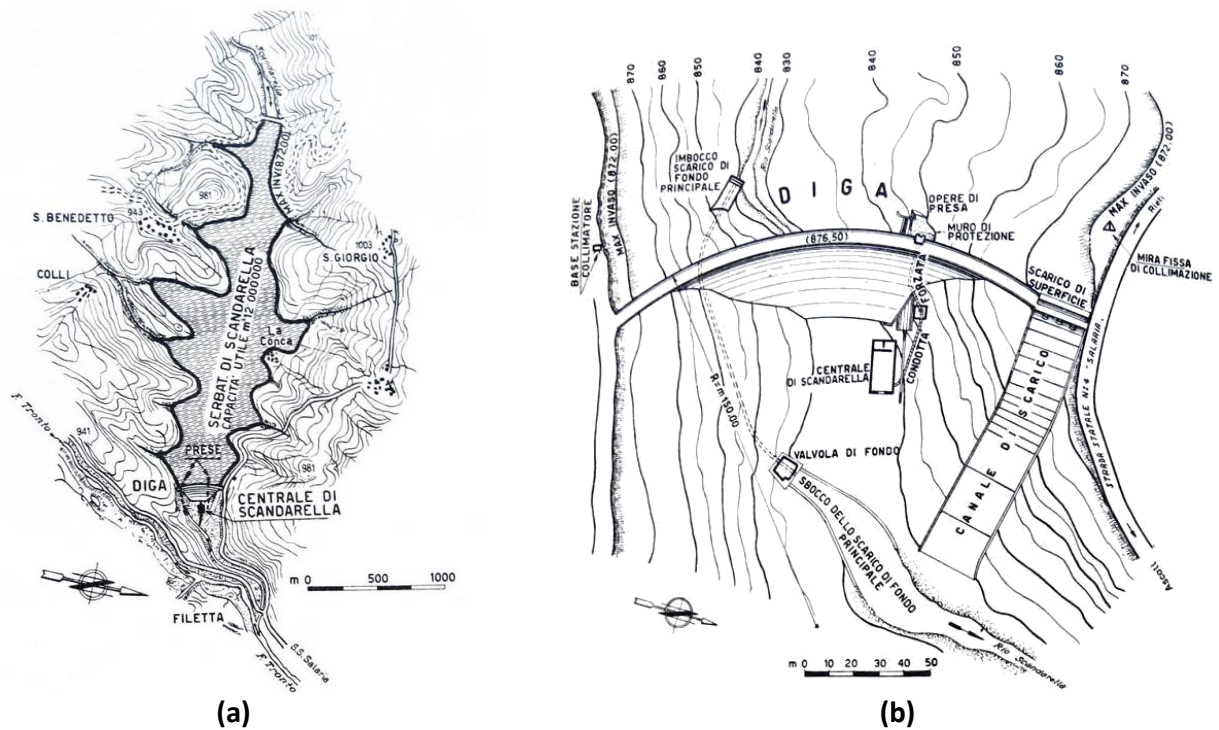 Scandarella
1017
MAX INV.(872.00)
981
943
S. BENEDETTO
1003
S. GIORGIO
COLLI
SERBAT. DI SCANDARELLA
CAPACITA' UTILE m³ 12 000 000
La
Conca
F. Tronto
941
PRESE
981
DIGA
CENTRALE DI
SCANDARELLA
m 0 500 1000
FILETTA
S.S. Salaria
F. Tronto
(a)
870
860
850
840
830
840
850
860
870
IMBOCCO
SCARICO DI
FONDO
PRINCIPALE
Rio Scandarella
DIGA
OPERE DI
PRESA
MURO DI
PROTEZIONE
MAX INVASO (872.00)
Rieti
BASE STAZIONE
COLLIMATORE
MAX INVASO (872.00)
(876,50)
MIRA FISSA
DI COLLIMAZIONE
SCARICO DI
SUPERFICIE
CONDOTTA FORZATA
CENTRALE
DI SCANDARELLA
R=m 150.00
CANALE DI SCARICO
STRADA STATALE N: 4 "SALARIA"
VALVOLA DI FONDO
SBOCCO DELLO SCARICO DI FONDO
PRINCIPALE
ASCOLI
Rio Scandarella
m 0 10 20 30 40 50
(b)